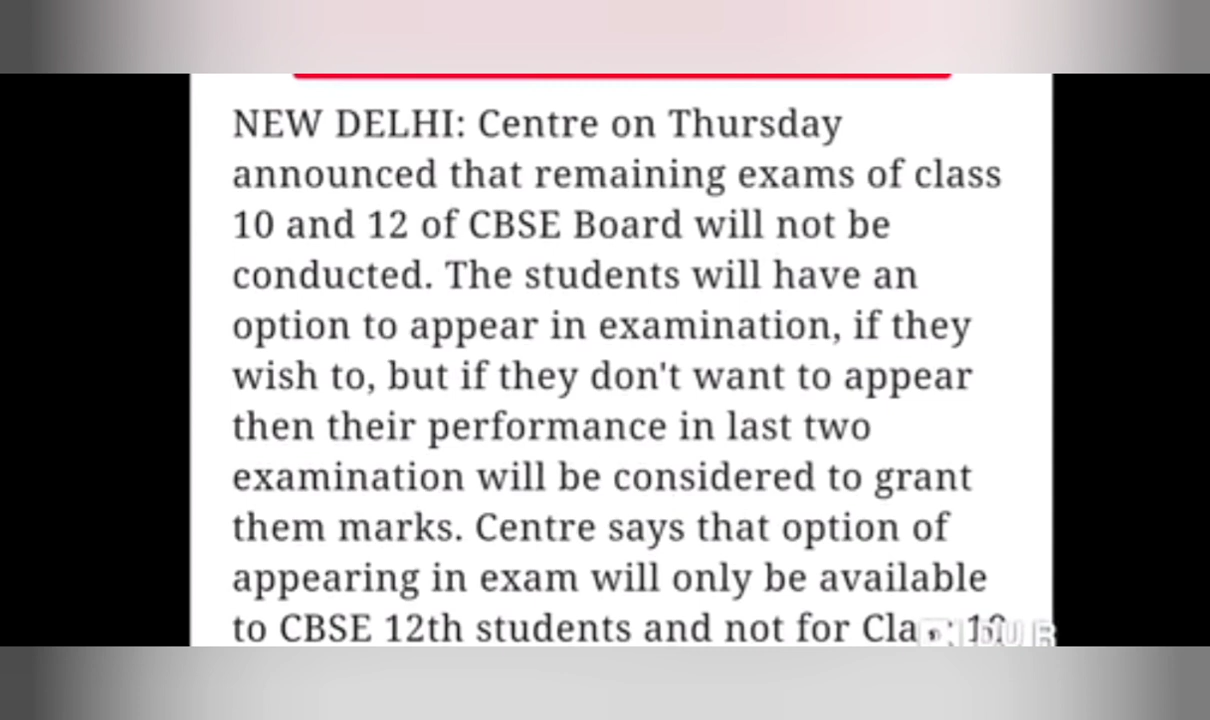 NEW DELHI: Centre on Thursday
announced that remaining exams of class
10 and 12 of CBSE Board will not be
conducted. The students will have an
option to appear in examination, if they
wish to, but if they don't want to appear
then their performance in last two
examination will be considered to grant
them marks. Centre says that option of
appearing in exam will only be available
to CBSE 12th students and not for